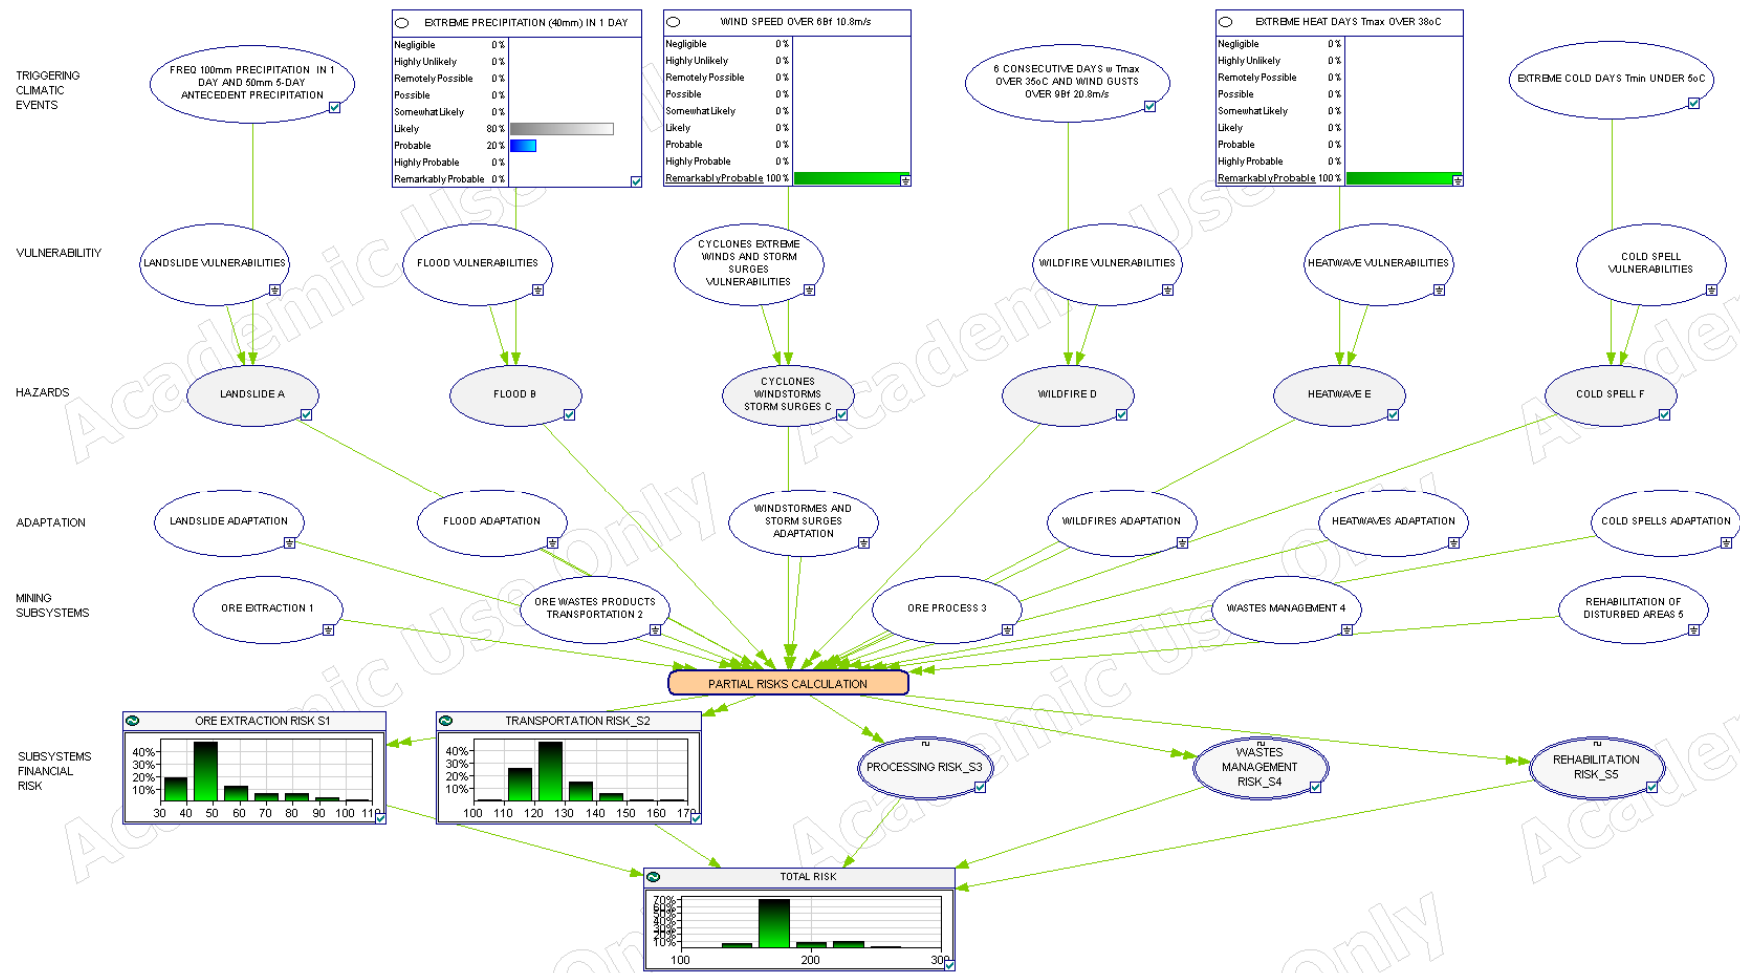 TRIGGERING
CLIMATIC
EVENTS
FREQ 100mm PRECIPITATION IN 1
DAY AND 50mm 5-DAY
ANTECEDENT PRECIPITATION
EXTREME PRECIPITATION (40mm) IN 1 DAY
Negligible 0%
Highly Unlikely 0%
Remotely Possible 0%
Possible 0%
Somewhat Likely 0%
Likely 80%
Probable 20%
Highly Probable 0%
Remarkably Probable 0%
WIND SPEED OVER 6Bf 10.8m/s
Negligible 0%
Highly Unlikely 0%
Remotely Possible 0%
Possible 0%
Somewhat Likely 0%
Likely 0%
Probable 0%
Highly Probable 0%
Remarkably Probable 100%
6 CONSECUTIVE DAYS w Tmax
OVER 35oC AND WIND GUSTS
OVER 9Bf 20.8m/s
EXTREME HEAT DAYS Tmax OVER 38oC
Negligible 0%
Highly Unlikely 0%
Remotely Possible 0%
Possible 0%
Somewhat Likely 0%
Likely 0%
Probable 0%
Highly Probable 0%
Remarkably Probable 100%
EXTREME COLD DAYS Tmin UNDER 5oC
VULNERABILITIY
LANDSLIDE VULNERABILITIES
FLOOD VULNERABILITIES
CYCLONES EXTREME
WINDS AND STORM
SURGES
VULNERABILITIES
WILDFIRE VULNERABILITIES
HEATWAVE VULNERABILITIES
COLD SPELL
VULNERABILITIES
HAZARDS
LANDSLIDE A
FLOOD B
CYCLONES
WINDSTORMS
STORM SURGES C
WILDFIRE D
HEATWAVE E
COLD SPELL F
ADAPTATION
LANDSLIDE ADAPTATION
FLOOD ADAPTATION
WINDSTORMES AND
STORM SURGES
ADAPTATION
WILDFIRES ADAPTATION
HEATWAVES ADAPTATION
COLD SPELLS ADAPTATION
MINING
SUBSYSTEMS
ORE EXTRACTION 1
ORE WASTES PRODUCTS
TRANSPORTATION 2
ORE PROCESS 3
WASTES MANAGEMENT 4
REHABILITATION OF
DISTURBED AREAS 5
PARTIAL RISKS CALCULATION
SUBSYSTEMS
FINANCIAL
RISK
ORE EXTRACTION RISK S1
40%
30%
20%
10%
30 40 50 60 70 80 90 100 110
TRANSPORTATION RISK_S2
40%
30%
20%
10%
100 110 120 130 140 150 160 170
PROCESSING RISK_S3
WASTES
MANAGEMENT
RISK_S4
REHABILITATION
RISK_S5
TOTAL RISK
70%
10%
100 200 300
Academic Use Only
Academic Use Only
Academic Use Only